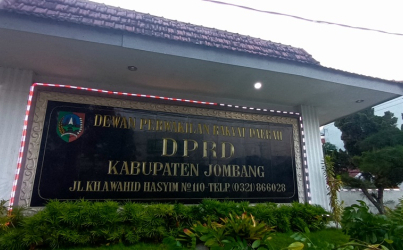 DEWAN PERWAKILAN RAKYAT DAERAH
DPRD
KABUPATEN JOMBANG
JL.KH.WAHID HASYIM Nº.110-TELP(0321)866028